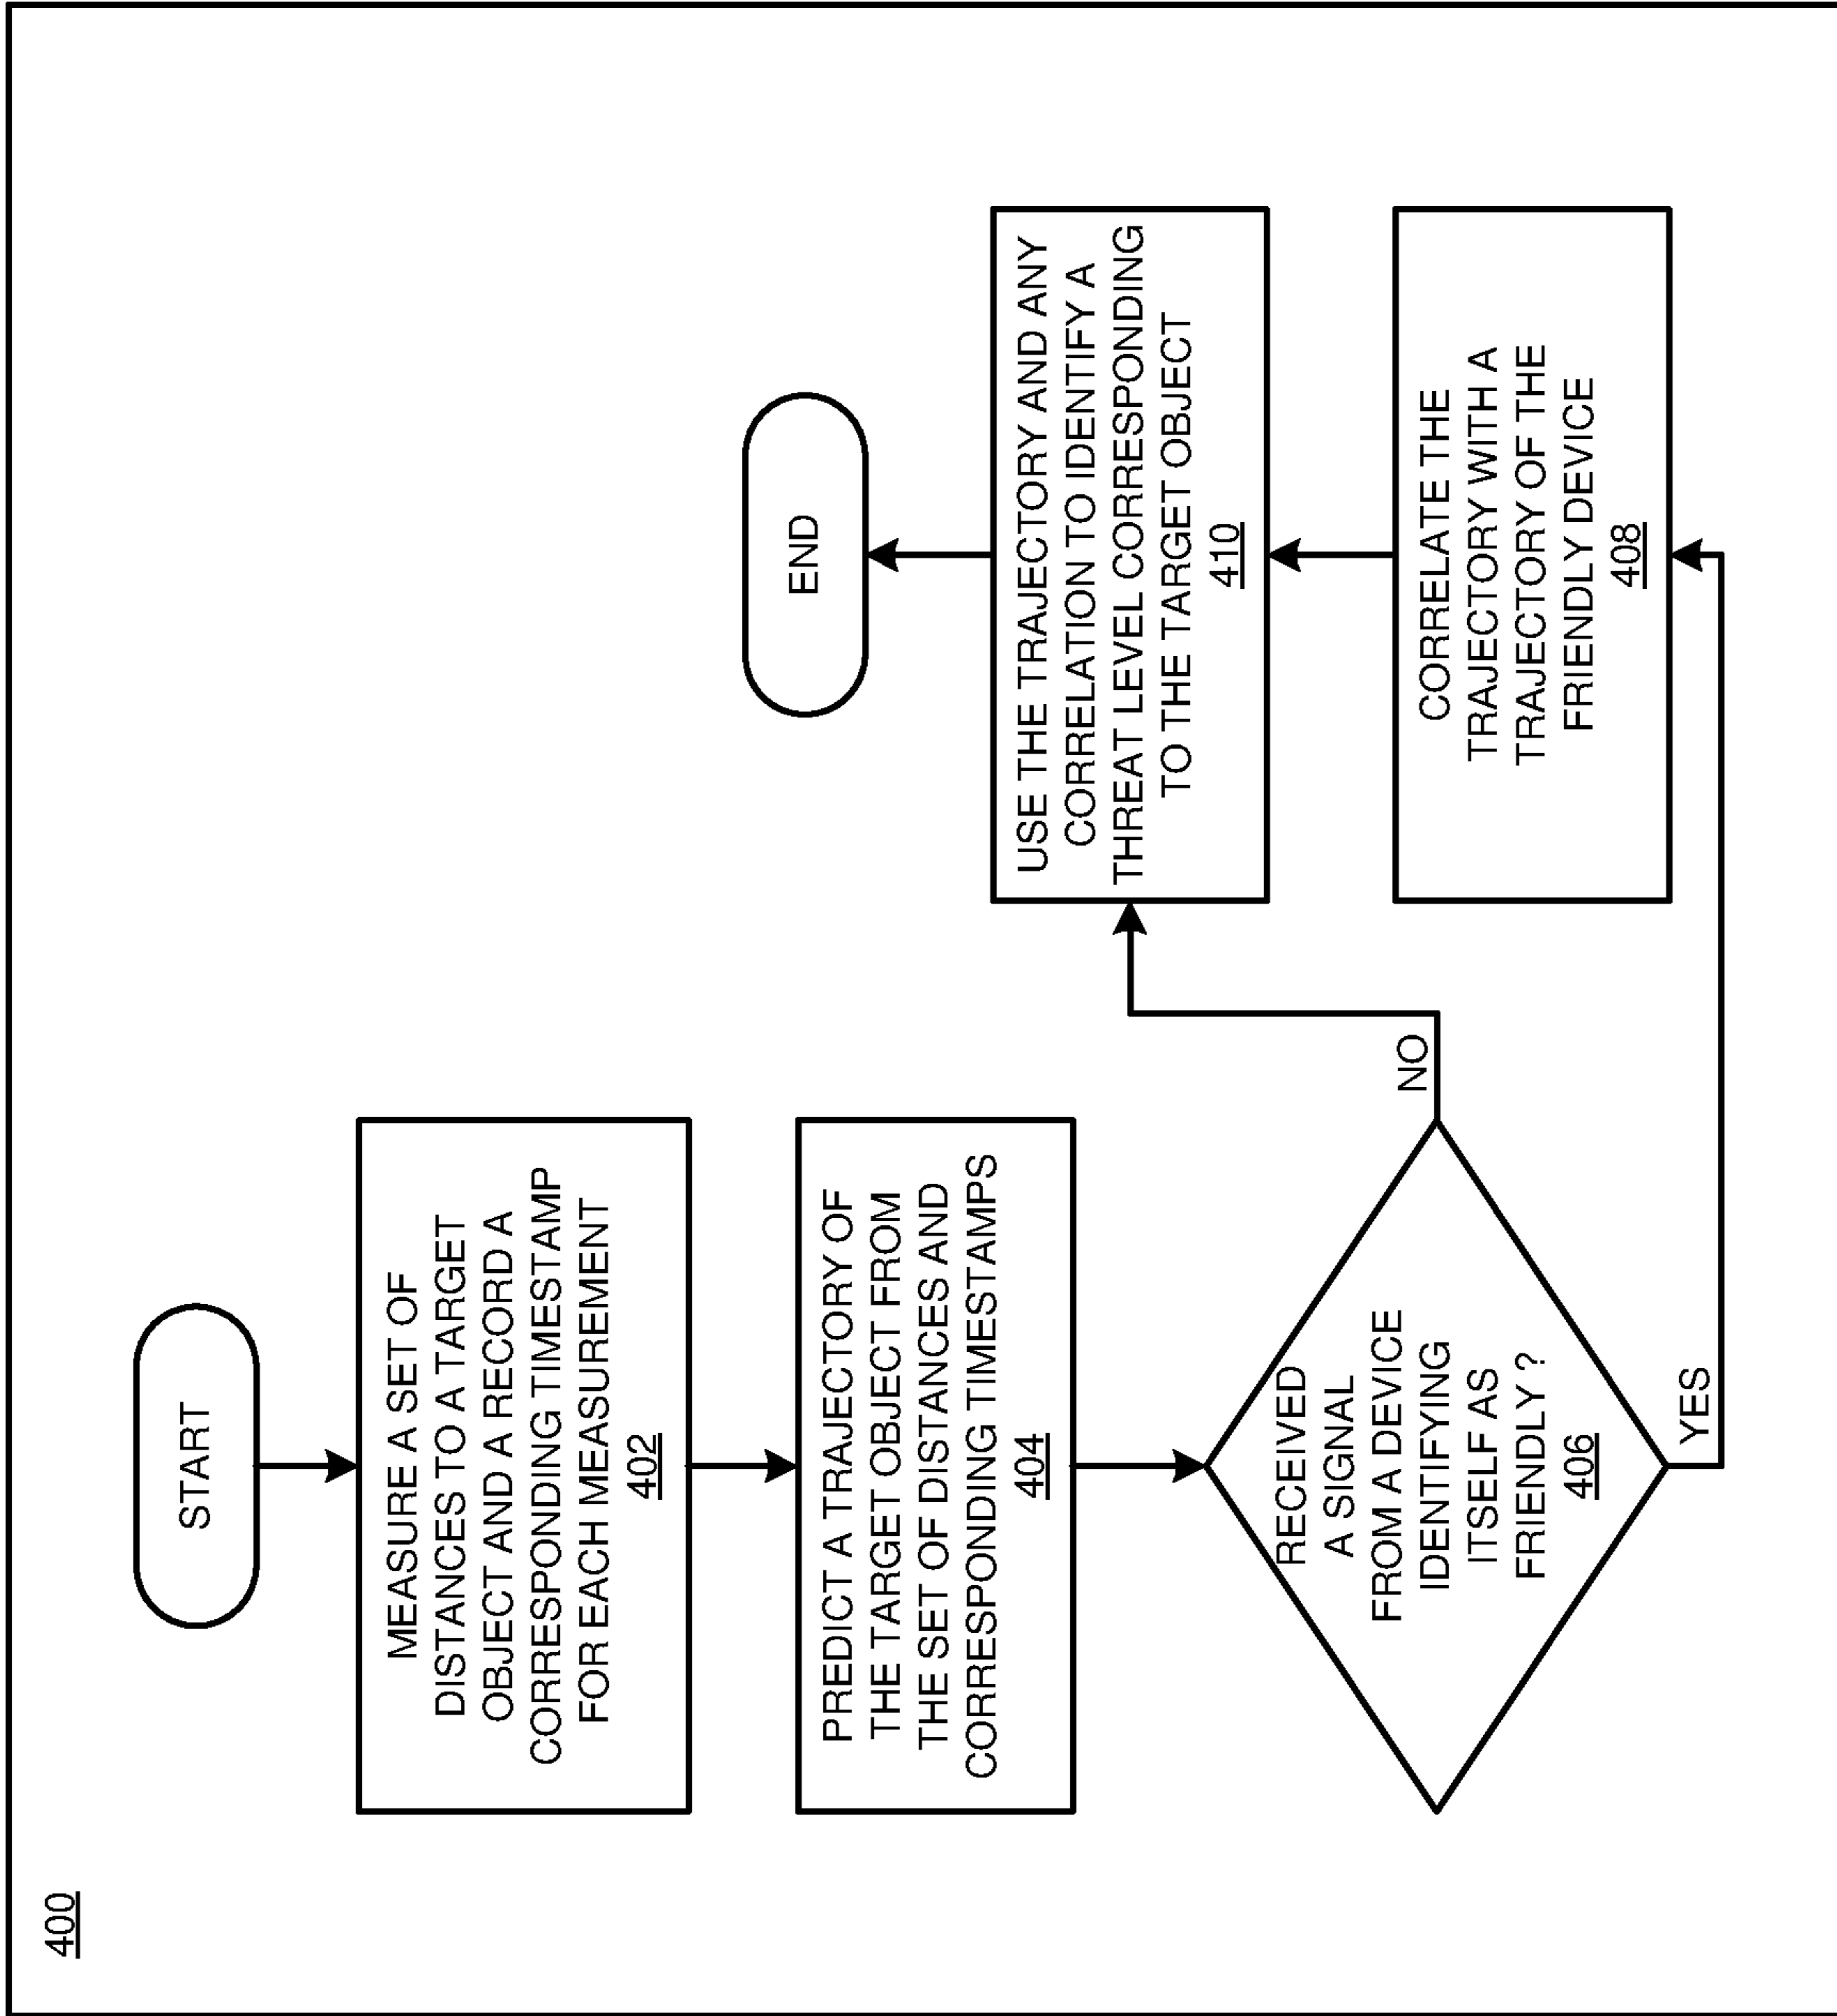 400
START
MEASURE A SET OF
DISTANCES TO A TARGET
OBJECT AND A RECORD A
CORRESPONDING TIMESTAMP
FOR EACH MEASUREMENT
402
PREDICT A TRAJECTORY OF
THE TARGET OBJECT FROM
THE SET OF DISTANCES AND
CORRESPONDING TIMESTAMPS
404
RECEIVED
A SIGNAL
FROM A DEVICE
IDENTIFYING
ITSELF AS
FRIENDLY?
406
NO
YES
CORRELATE THE
TRAJECTORY WITH A
TRAJECTORY OF THE
FRIENDLY DEVICE
408
USE THE TRAJECTORY AND ANY
CORRELATION TO IDENTIFY A
THREAT LEVEL CORRESPONDING
TO THE TARGET OBJECT
410
END